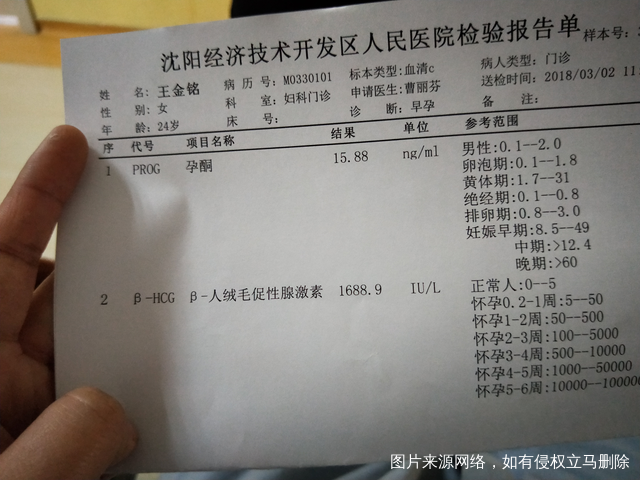 沈阳经济技术开发区人民医院检验报告单
样本号:
姓 名: 王金铭 病 历 号: M0330101 标本类型:血清c 病人类型: 门诊
性 别: 女 科 室: 妇科门诊 申请医生:曹丽芬 送检时间: 2018/03/02 11
年 龄: 24岁 床 号: 诊 断: 早孕 备 注:
序 代号 项目名称 结果 单位 参考范围
1 PROG 孕酮 15.88 ng/ml 男性:0.1--2.0
卵泡期:0.1--1.8
黄体期:1.7--31
绝经期:0.1--0.8
排卵期:0.8--3.0
妊娠早期:8.5--49
中期:>12.4
晚期:>60
2 β-HCG β-人绒毛促性腺激素 1688.9 IU/L 正常人:0--5
怀孕0.2-1周:5--50
怀孕1-2周:50--500
怀孕2-3周:100--5000
怀孕3-4周:500--10000
怀孕4-5周:1000--50000
怀孕5-6周:10000--100000
图片来源网络，如有侵权立马删除